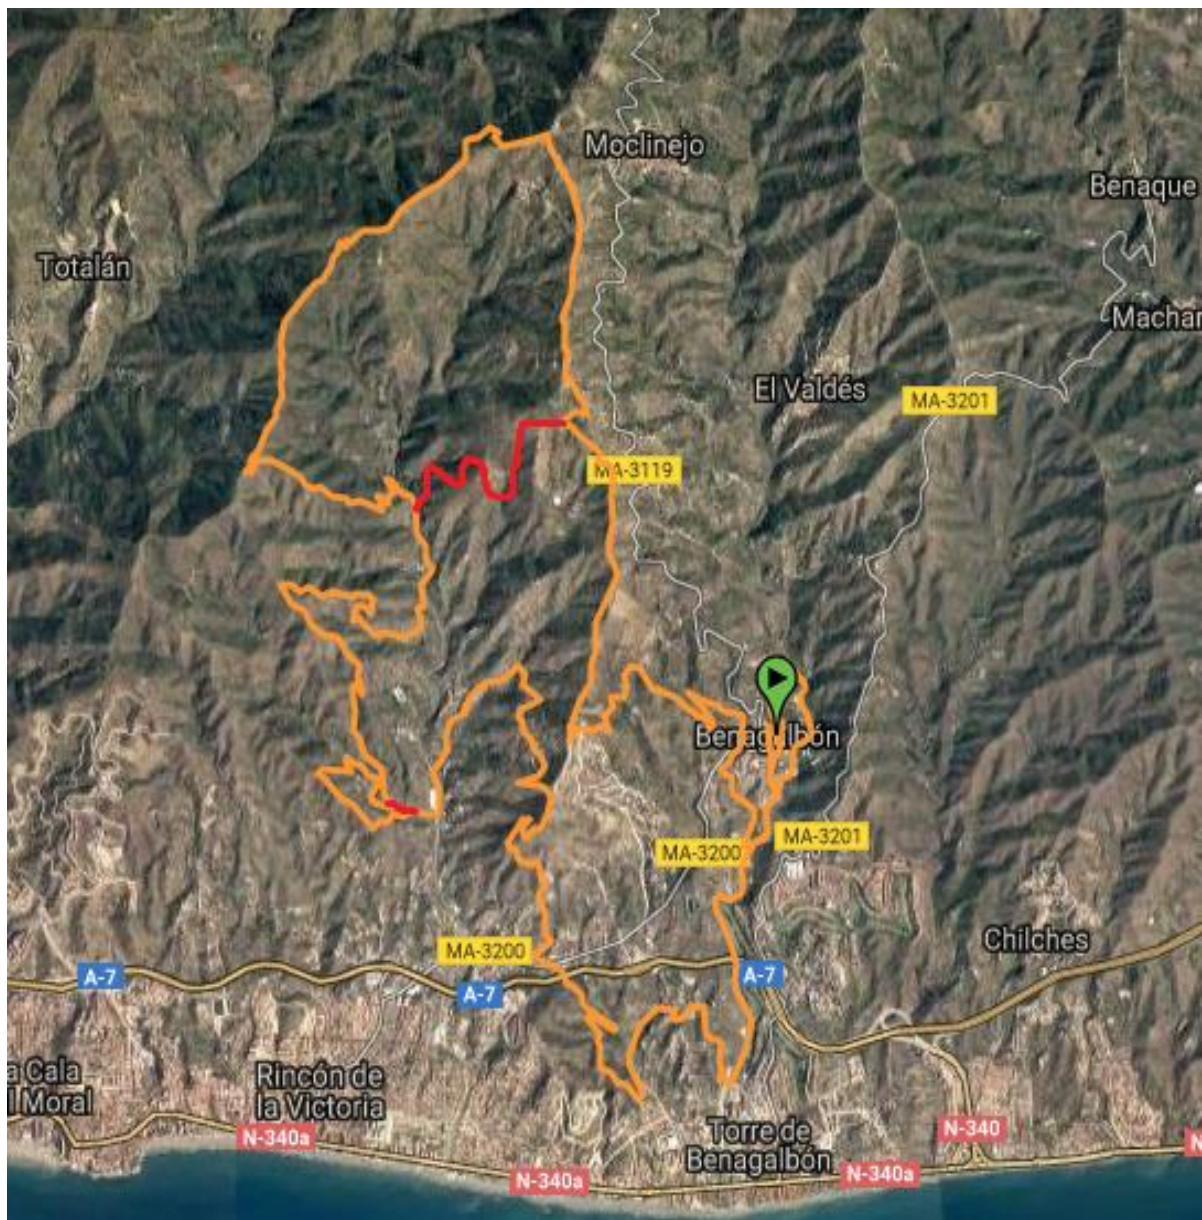 Moclinejo
Benaque
Totalán
Machar
El Valdés
MA-3201
MA-3119
Benagalbón
MA-3201
MA-3200
Chilches
MA-3200
A-7
A-7
A-7
a Cala
l Moral
Rincón de
la Victoria
N-340a
Torre de
Benagalbón
N-340
N
N-340a
N-340a